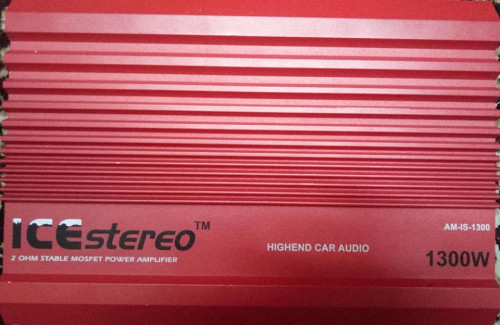 ICEstereo™
2 OHM STABLE MOSFET POWER AMPLIFIER
HIGHEND CAR AUDIO
AM-IS-1300
1300W